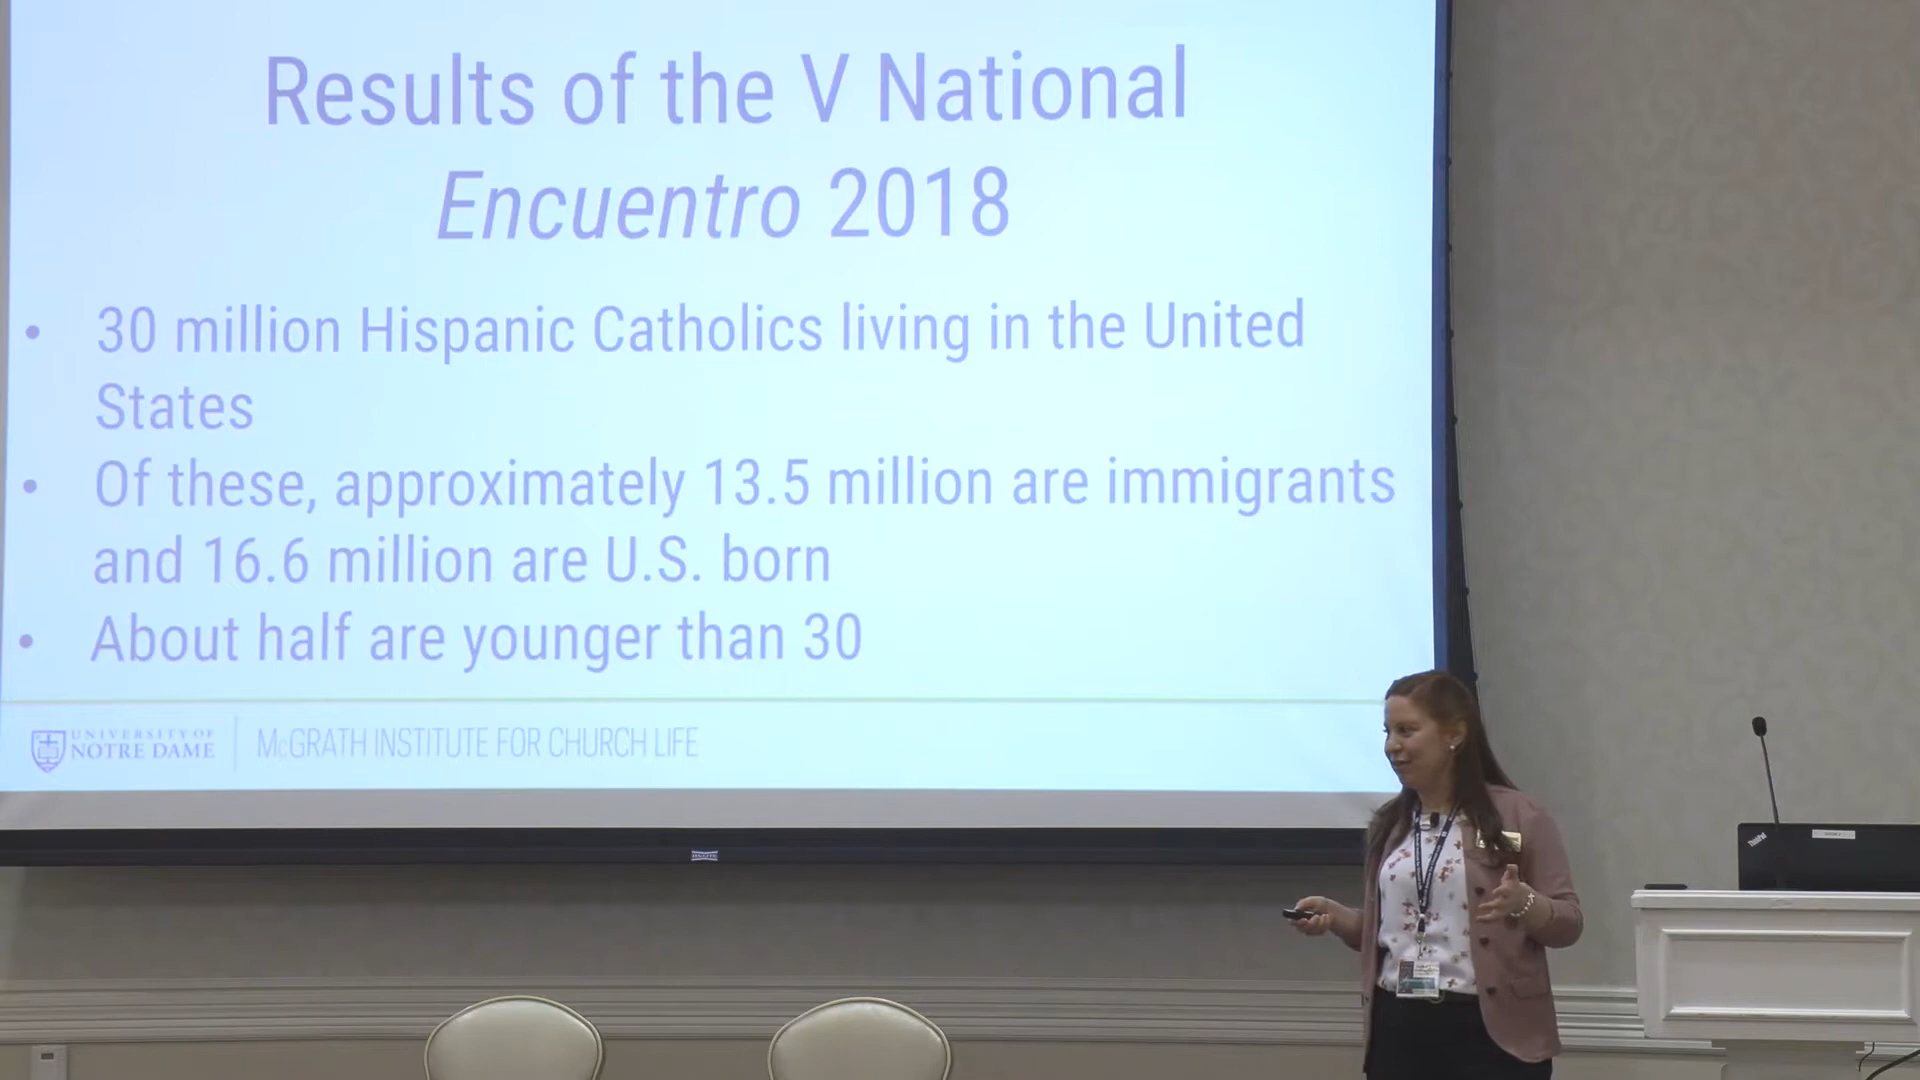 Results of the V National
Encuentro 2018
• 30 million Hispanic Catholics living in the United
States
• Of these, approximately 13.5 million are immigrants
and 16.6 million are U.S. born
• About half are younger than 30
UNIVERSITY OF
NOTRE DAME
McGRATH INSTITUTE FOR CHURCH LIFE
ThinkPad